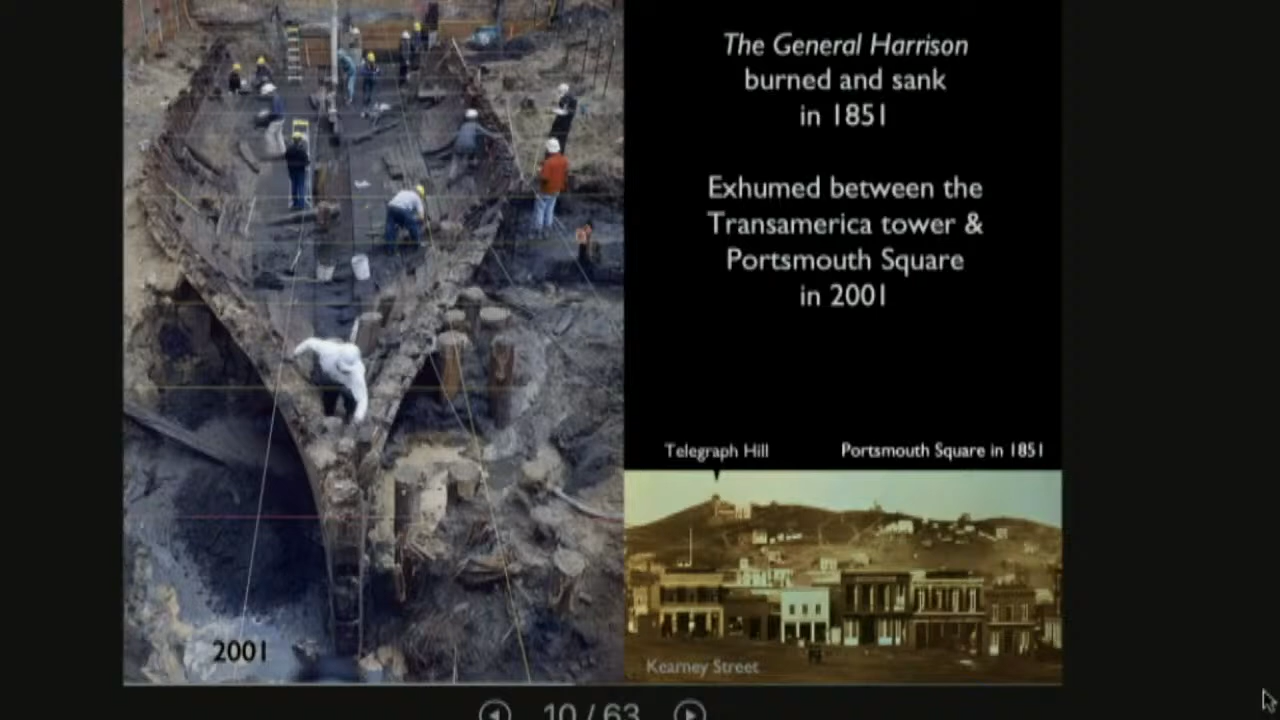 The General Harrison
burned and sank
in 1851
Exhumed between the
Transamerica tower &
Portsmouth Square
in 2001
Telegraph Hill
Portsmouth Square in 1851
Kearney Street
2001
10 / 63